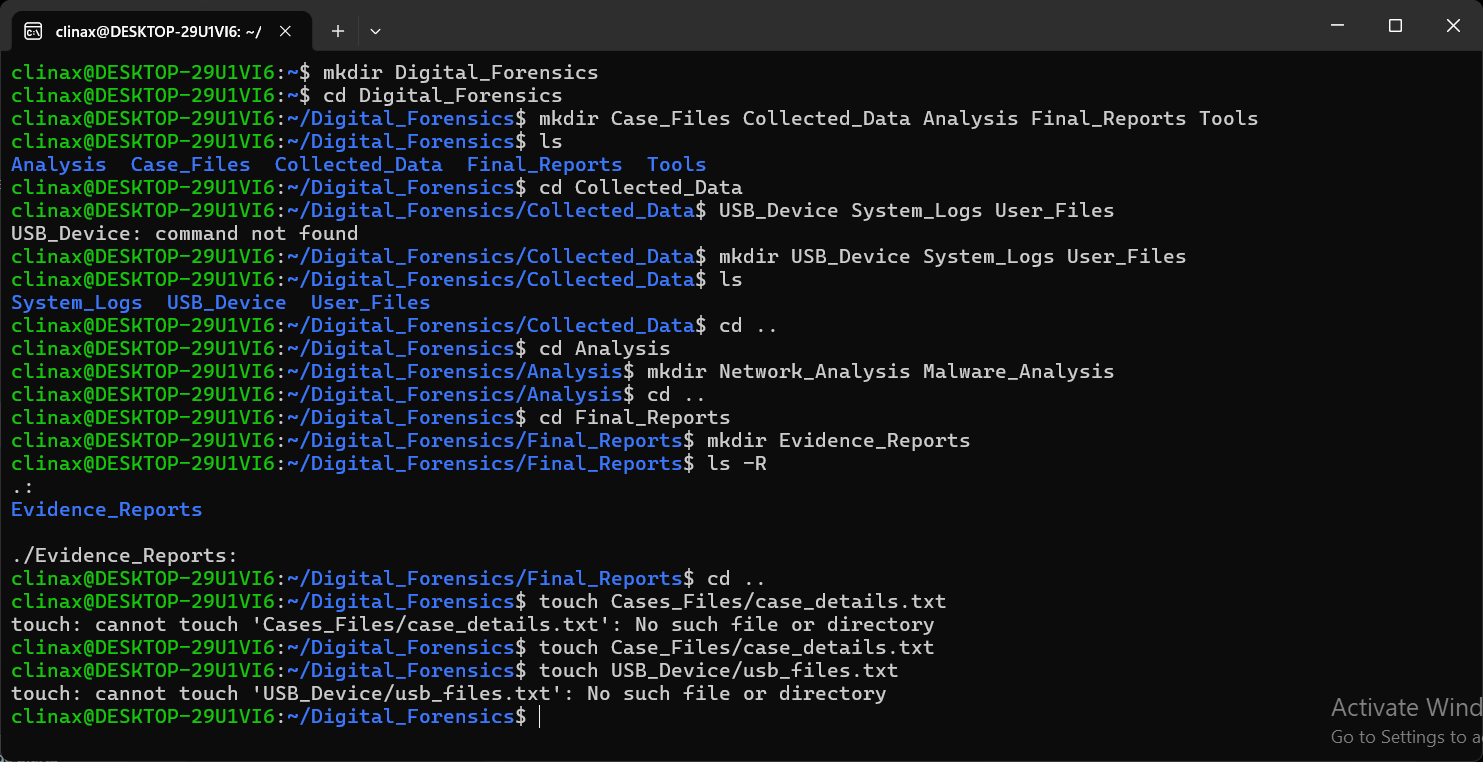 clinax@DESKTOP-29U1VI6: ~/
clinax@DESKTOP-29U1VI6:~$ mkdir Digital_Forensics
clinax@DESKTOP-29U1VI6:~$ cd Digital_Forensics
clinax@DESKTOP-29U1VI6:~/Digital_Forensics$ mkdir Case_Files Collected_Data Analysis Final_Reports Tools
clinax@DESKTOP-29U1VI6:~/Digital_Forensics$ ls
Analysis  Case_Files  Collected_Data  Final_Reports  Tools
clinax@DESKTOP-29U1VI6:~/Digital_Forensics$ cd Collected_Data
clinax@DESKTOP-29U1VI6:~/Digital_Forensics/Collected_Data$ USB_Device System_Logs User_Files
USB_Device: command not found
clinax@DESKTOP-29U1VI6:~/Digital_Forensics/Collected_Data$ mkdir USB_Device System_Logs User_Files
clinax@DESKTOP-29U1VI6:~/Digital_Forensics/Collected_Data$ ls
System_Logs  USB_Device  User_Files
clinax@DESKTOP-29U1VI6:~/Digital_Forensics/Collected_Data$ cd ..
clinax@DESKTOP-29U1VI6:~/Digital_Forensics$ cd Analysis
clinax@DESKTOP-29U1VI6:~/Digital_Forensics/Analysis$ mkdir Network_Analysis Malware_Analysis
clinax@DESKTOP-29U1VI6:~/Digital_Forensics/Analysis$ cd ..
clinax@DESKTOP-29U1VI6:~/Digital_Forensics$ cd Final_Reports
clinax@DESKTOP-29U1VI6:~/Digital_Forensics/Final_Reports$ mkdir Evidence_Reports
clinax@DESKTOP-29U1VI6:~/Digital_Forensics/Final_Reports$ ls -R
.:
Evidence_Reports

./Evidence_Reports:
clinax@DESKTOP-29U1VI6:~/Digital_Forensics/Final_Reports$ cd ..
clinax@DESKTOP-29U1VI6:~/Digital_Forensics$ touch Cases_Files/case_details.txt
touch: cannot touch 'Cases_Files/case_details.txt': No such file or directory
clinax@DESKTOP-29U1VI6:~/Digital_Forensics$ touch Case_Files/case_details.txt
clinax@DESKTOP-29U1VI6:~/Digital_Forensics$ touch USB_Device/usb_files.txt
touch: cannot touch 'USB_Device/usb_files.txt': No such file or directory
clinax@DESKTOP-29U1VI6:~/Digital_Forensics$
Activate Wind
Go to Settings to a